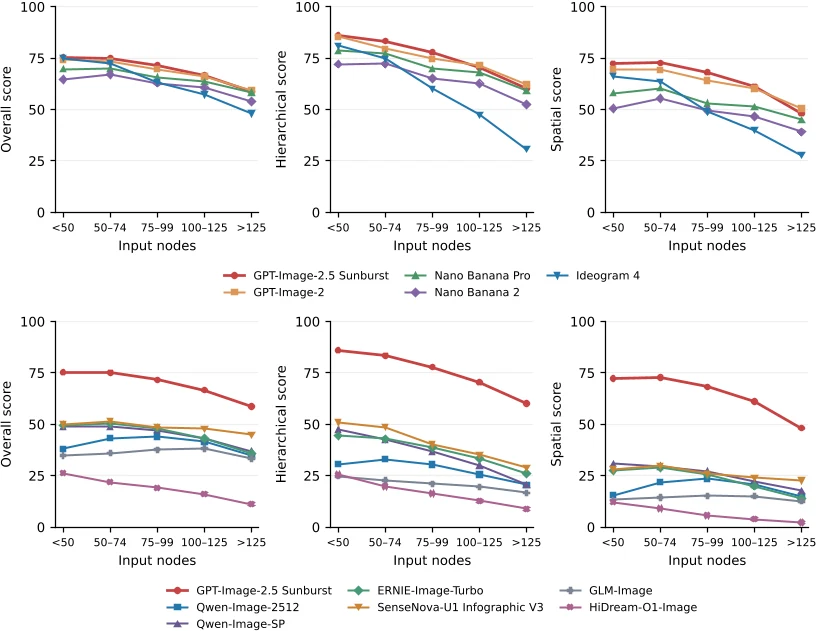 100
75
50
25
0
Overall score
<50 50–74 75–99 100–125 >125
Input nodes
100
75
50
25
0
Hierarchical score
<50 50–74 75–99 100–125 >125
Input nodes
100
75
50
25
0
Spatial score
<50 50–74 75–99 100–125 >125
Input nodes
GPT-Image-2.5 Sunburst Nano Banana Pro Ideogram 4
GPT-Image-2 Nano Banana 2
100
75
50
25
0
Overall score
<50 50–74 75–99 100–125 >125
Input nodes
100
75
50
25
0
Hierarchical score
<50 50–74 75–99 100–125 >125
Input nodes
100
75
50
25
0
Spatial score
<50 50–74 75–99 100–125 >125
Input nodes
GPT-Image-2.5 Sunburst ERNIE-Image-Turbo GLM-Image
Qwen-Image-2512 SenseNova-U1 Infographic V3 HiDream-O1-Image
Qwen-Image-SP